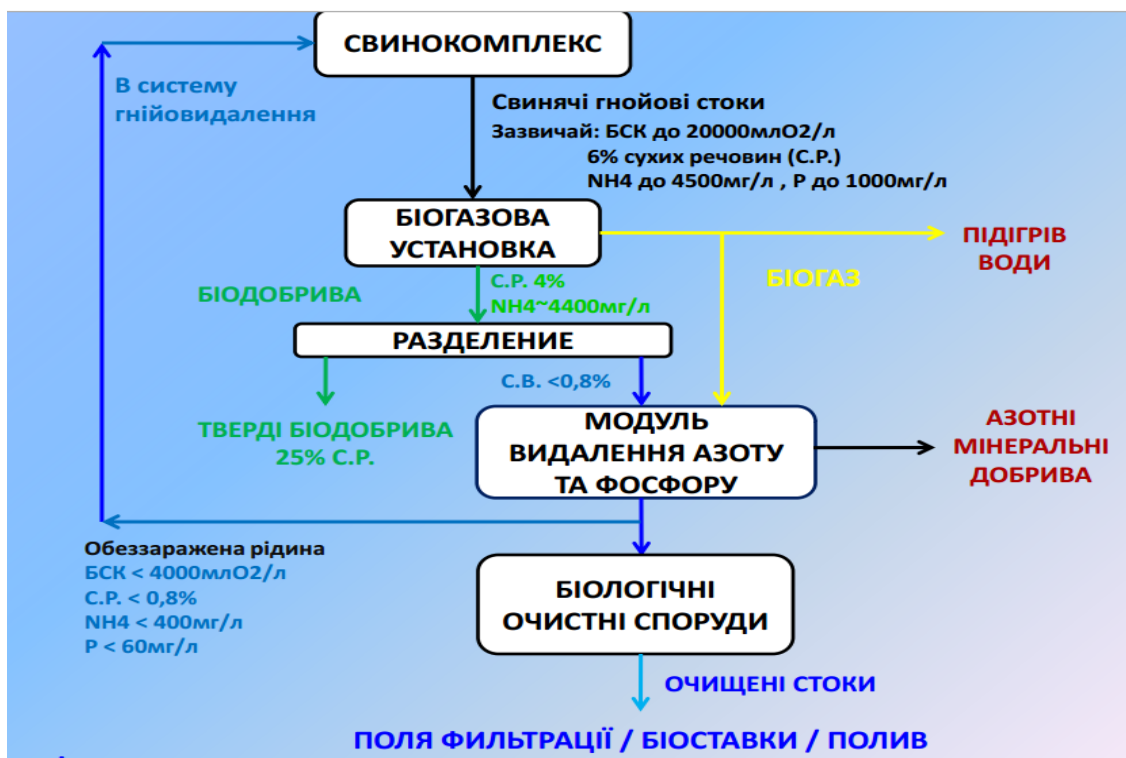 СВИНОКОМПЛЕКС
В систему
гнійовидалення
Свинячі гнойові стоки
Зазвичай: БСК до 20000млО2/л
6% сухих речовин (С.Р.)
NH4 до 4500мг/л , Р до 1000мг/л
БІОГАЗОВА
УСТАНОВКА
ПІДІГРІВ
ВОДИ
БІОГАЗ
БІОДОБРИВА
С.Р. 4%
NH4~4400мг/л
РАЗДЕЛЕНИЕ
С.В. <0,8%
ТВЕРДІ БІОДОБРИВА
25% С.Р.
МОДУЛЬ
ВИДАЛЕННЯ АЗОТУ
ТА ФОСФОРУ
АЗОТНІ
МІНЕРАЛЬНІ
ДОБРИВА
Обеззаражена рідина
БСК < 4000млО2/л
С.Р. < 0,8%
NH4 < 400мг/л
Р < 60мг/л
БІОЛОГІЧНІ
ОЧИСТНІ СПОРУДИ
ОЧИЩЕНІ СТОКИ
ПОЛЯ ФИЛЬТРАЦІЇ / БІОСТАВКИ / ПОЛИВ